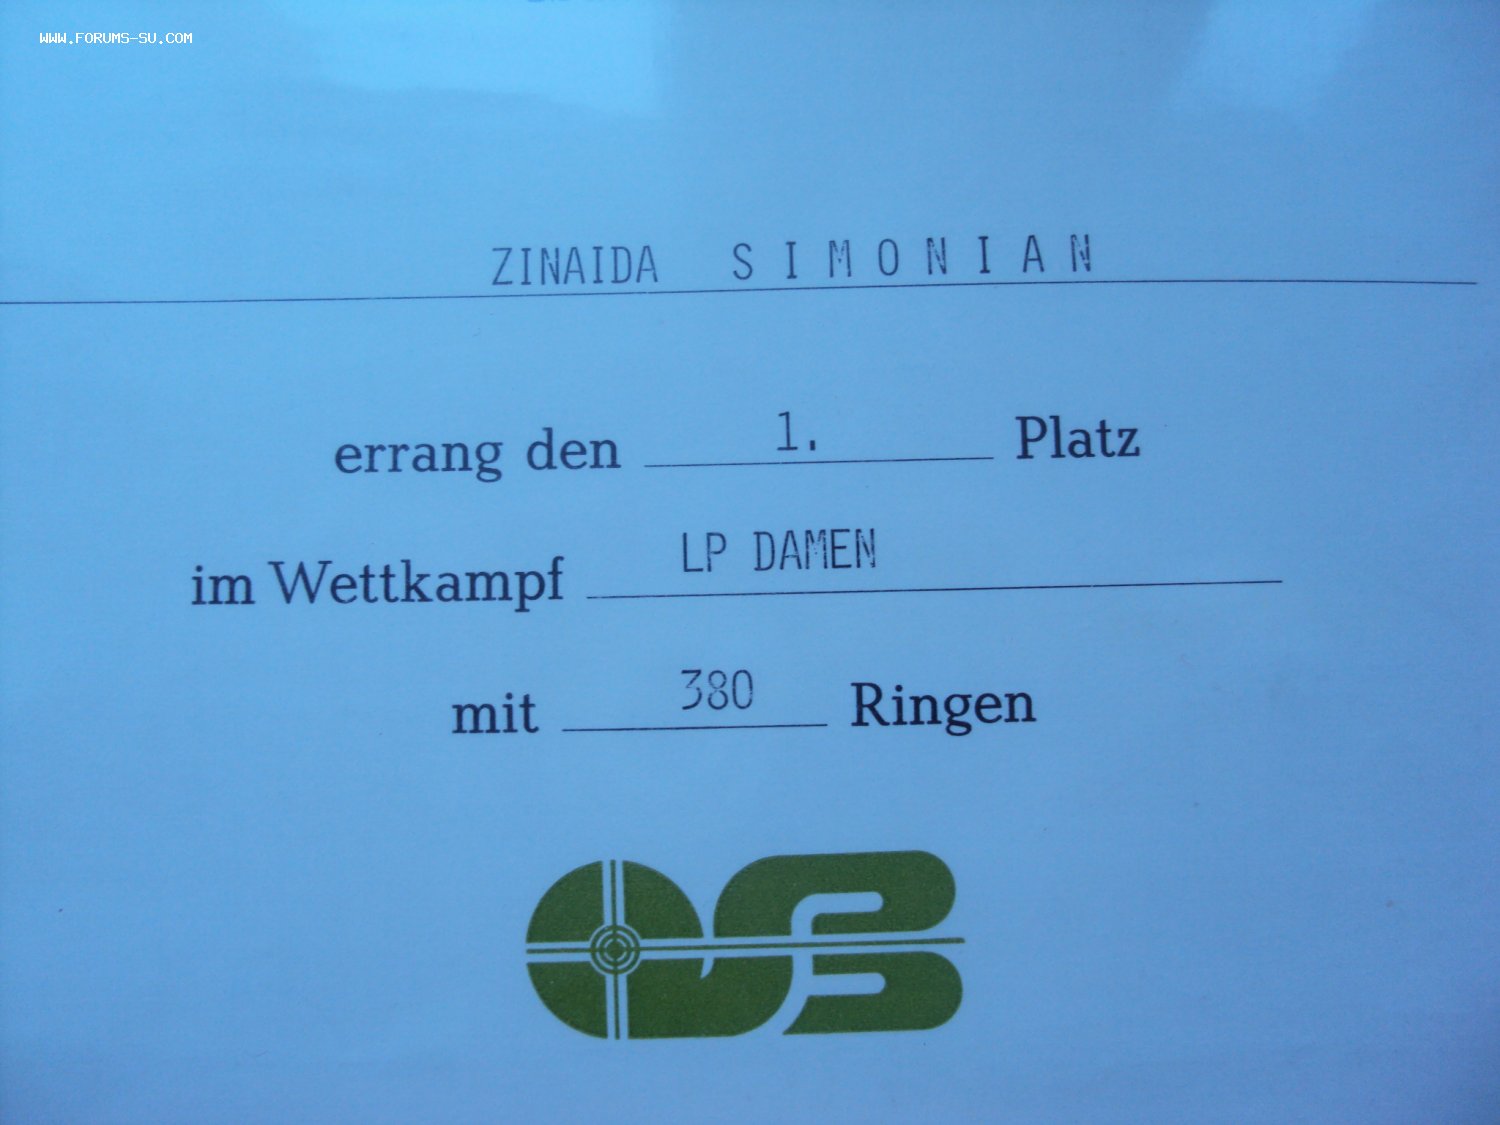 WWW.FORUMS-SU.COM
ZINAIDA S I M O N I A N
errang den 1. Platz
im Wettkampf LP DAMEN
mit 380 Ringen